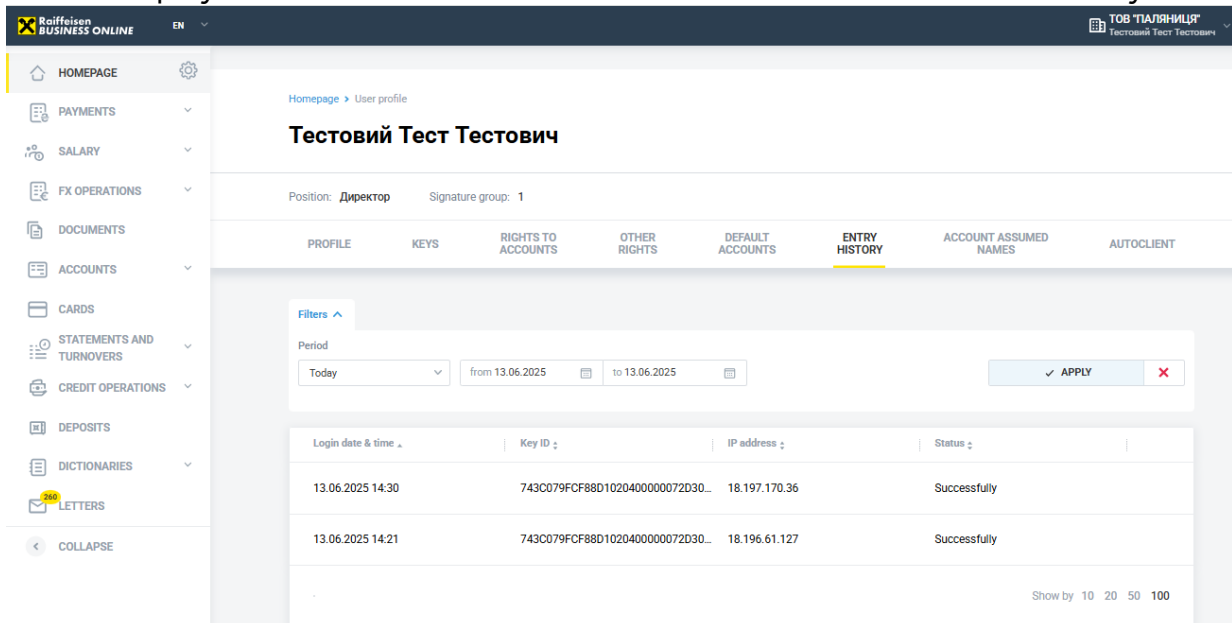 Raiffeisen
BUSINESS ONLINE
EN
ТОВ "ПАЛЯНИЦЯ"
Тестовий Тест Тестович
HOMEPAGE
PAYMENTS
SALARY
FX OPERATIONS
DOCUMENTS
ACCOUNTS
CARDS
STATEMENTS AND
TURNOVERS
CREDIT OPERATIONS
DEPOSITS
DICTIONARIES
260
LETTERS
COLLAPSE
Homepage > User profile
Тестовий Тест Тестович
Position: Директор Signature group: 1
PROFILE KEYS RIGHTS TO ACCOUNTS OTHER RIGHTS DEFAULT ACCOUNTS ENTRY HISTORY ACCOUNT ASSUMED NAMES AUTOCLIENT
Filters
Period
Today from 13.06.2025 to 13.06.2025 APPLY
Login date & time Key ID IP address Status
13.06.2025 14:30 743C079FCF88D1020400000072D30... 18.197.170.36 Successfully
13.06.2025 14:21 743C079FCF88D1020400000072D30... 18.196.61.127 Successfully
Show by 10 20 50 100